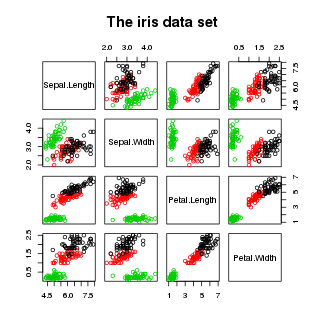 The iris data set
2.0 3.0 4.0
0.5 1.5 2.5
Sepal.Length
4.5 5.5 6.5 7.5
2.0 3.0 4.0
Sepal.Width
Petal.Length
1 2 3 4 5 6 7
0.5 1.5 2.5
Petal.Width
4.5 6.0 7.5
1 3 5 7